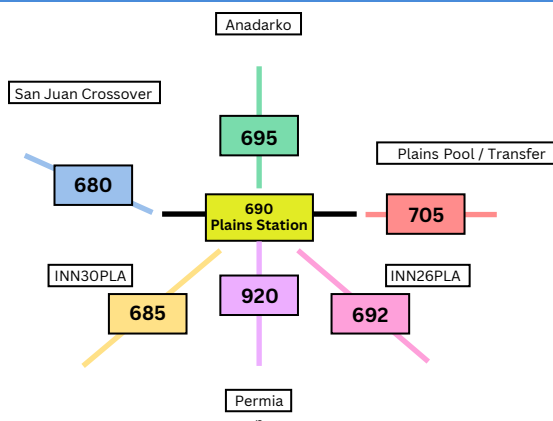 Anadarko
San Juan Crossover
695
Plains Pool / Transfer
680
690
Plains Station
705
INN30PLA
INN26PLA
920
685
692
Permia